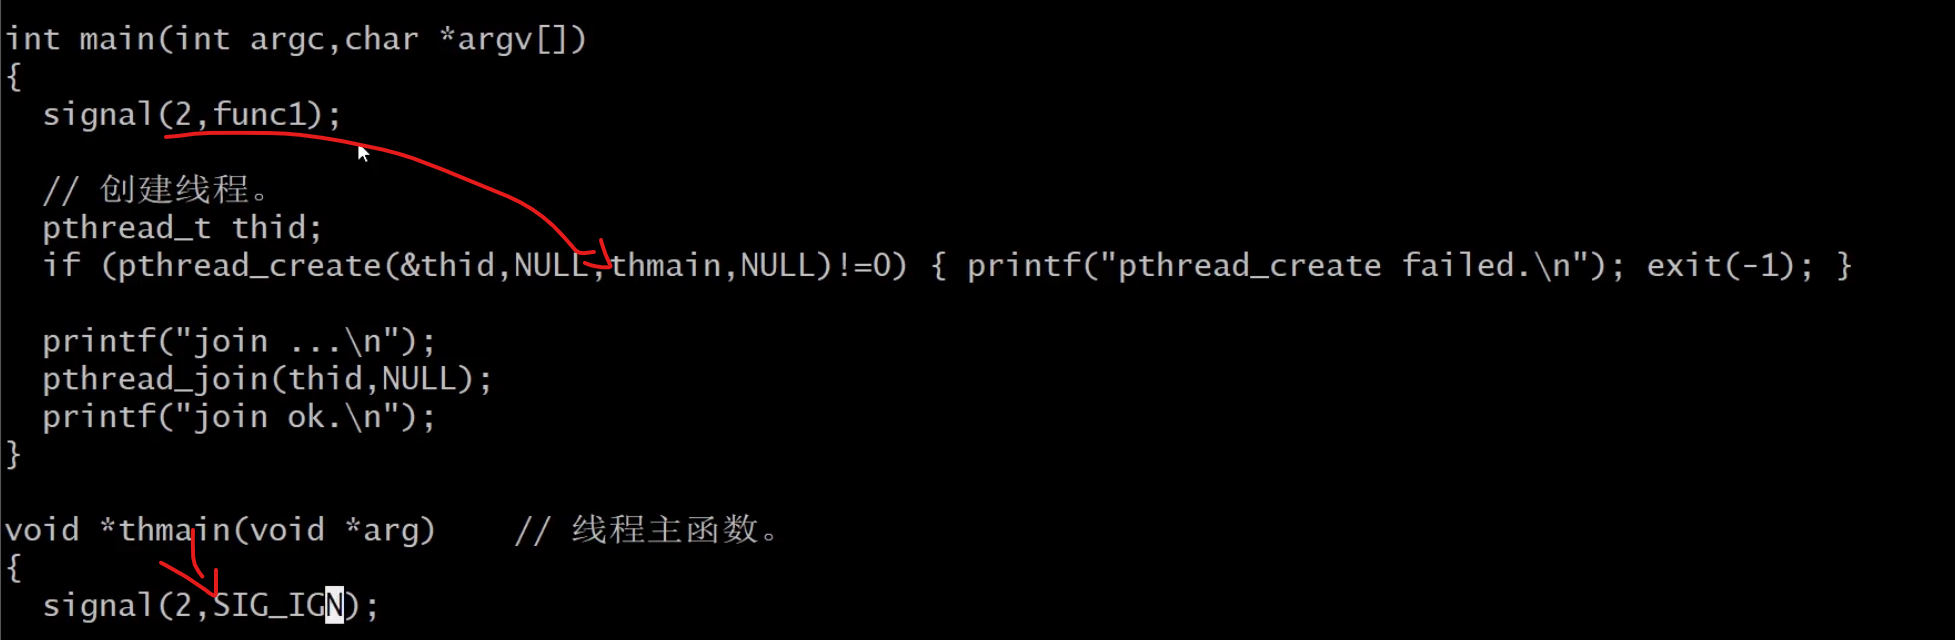 int main(int argc,char *argv[])
{
  signal(2,func1);
  // 创建线程。
  pthread_t thid;
  if (pthread_create(&thid,NULL,thmain,NULL)!=0) { printf("pthread_create failed.\n"); exit(-1); }
  printf("join ...\n");
  pthread_join(thid,NULL);
  printf("join ok.\n");
}
void *thmain(void *arg)    // 线程主函数。
{
  signal(2,SIG_IGN);